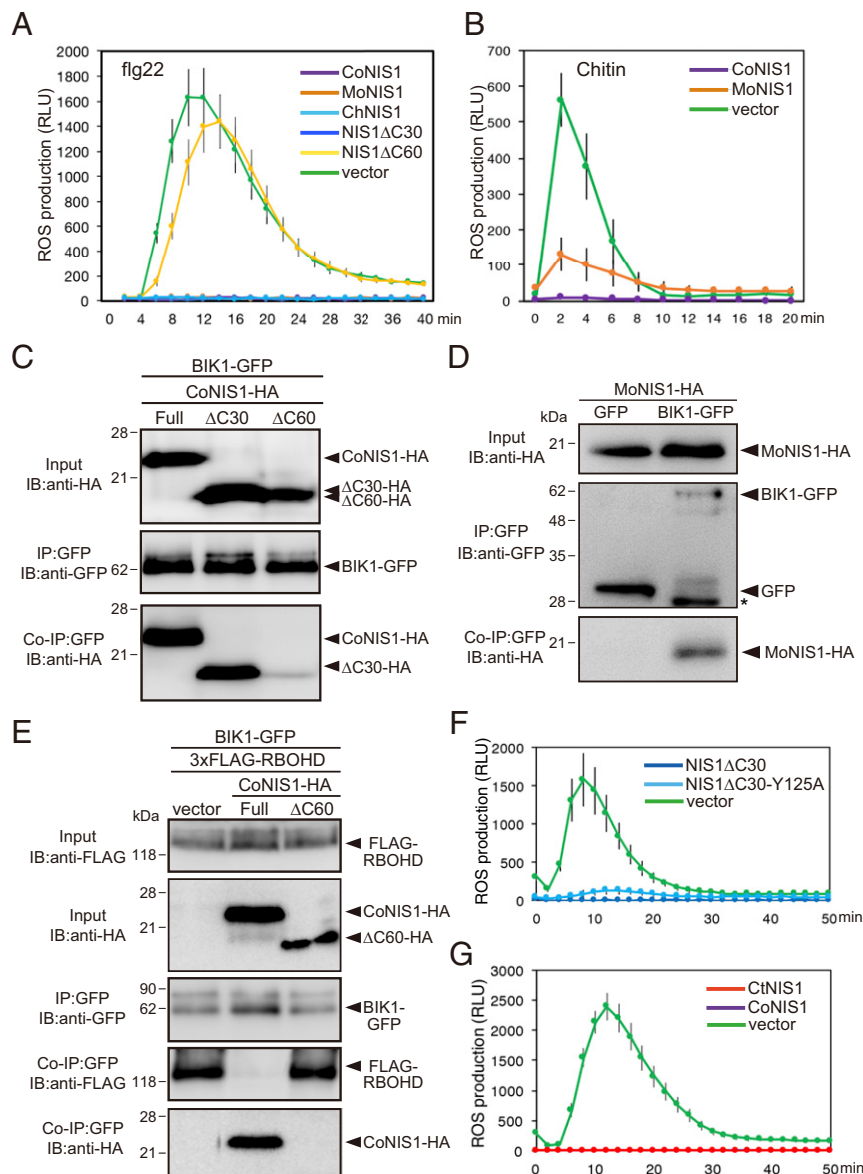 A
flg22
CoNIS1
MoNIS1
ChNIS1
NIS1ΔC30
NIS1ΔC60
vector
ROS production (RLU)
2000
1800
1600
1400
1200
1000
800
600
400
200
0
0 4 8 12 16 20 24 28 32 36 40 min
B
Chitin
CoNIS1
MoNIS1
vector
ROS production (RLU)
700
600
500
400
300
200
100
0
0 2 4 6 8 10 12 14 16 18 20 min
C
BIK1-GFP
CoNIS1-HA
Full ΔC30 ΔC60
28
21
Input
IB:anti-HA
CoNIS1-HA
ΔC30-HA
ΔC60-HA
IP:GFP
IB:anti-GFP
62
BIK1-GFP
28
21
Co-IP:GFP
IB:anti-HA
CoNIS1-HA
ΔC30-HA
D
MoNIS1-HA
kDa GFP BIK1-GFP
Input
IB:anti-HA
21
MoNIS1-HA
62
48
35
28
IP:GFP
IB:anti-GFP
BIK1-GFP
GFP
*
Co-IP:GFP
IB:anti-HA
21
MoNIS1-HA
E
BIK1-GFP
3xFLAG-RBOHD
CoNIS1-HA
kDa vector Full ΔC60
Input
IB:anti-FLAG
118
FLAG-
RBOHD
Input
IB:anti-HA
28
21
CoNIS1-HA
ΔC60-HA
IP:GFP
IB:anti-GFP
90
62
BIK1-
GFP
Co-IP:GFP
IB:anti-FLAG
118
FLAG-
RBOHD
Co-IP:GFP
IB:anti-HA
28
21
CoNIS1-HA
F
NIS1ΔC30
NIS1ΔC30-Y125A
vector
ROS production (RLU)
2000
1500
1000
500
0
0 10 20 30 40 50 min
G
CtNIS1
CoNIS1
vector
ROS production (RLU)
3000
2500
2000
1500
1000
500
0
0 10 20 30 40 50 min